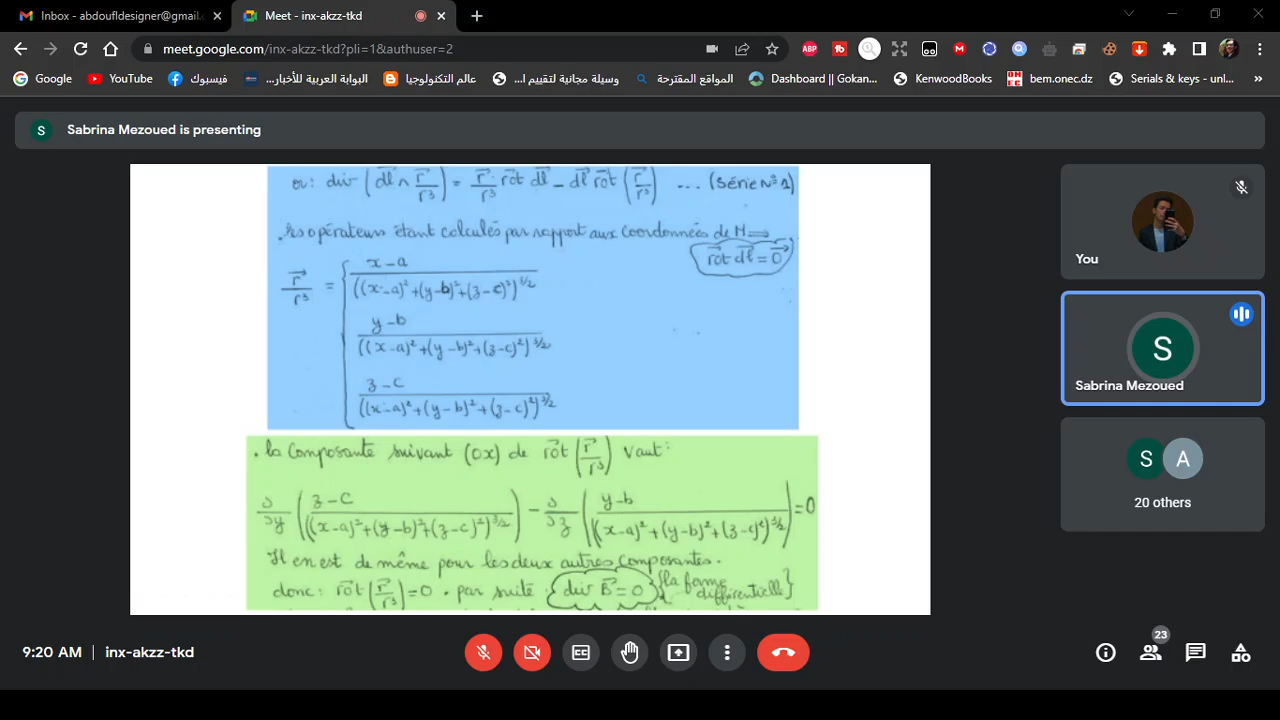 Inbox - abdoufldesigner@gmail.c
Meet - inx-akzz-tkd
meet.google.com/inx-akzz-tkd?pli=1&authuser=2
Google
YouTube
فيسبوك
البوابة العربية للأخبار...
عالم التكنولوجيا
وسيلة مجانية لتقييم ا...
المواقع المقترحة
Dashboard || Gokan...
KenwoodBooks
bem.onec.dz
Serials & keys - unl...
Sabrina Mezoued is presenting
or: div (dl⃗ ∧ r⃗/r³) = r⃗/r³ rot⃗ dl⃗ − dl⃗ rot⃗ (r⃗/r³) ... (Série N°1)
.les opérateurs étant calculés par rapport aux coordonnées de M ⟹
rot⃗ dl⃗ = 0⃗
r⃗/r³ = { x−a / ((x−a)²+(y−b)²+(z−c)²)^3/2
y−b / ((x−a)²+(y−b)²+(z−c)²)^3/2
z−c / ((x−a)²+(y−b)²+(z−c)²)^3/2
. la Composante suivant (Ox) de rot⃗ (r⃗/r³) vaut:
∂/∂y (z−c / ((x−a)²+(y−b)²+(z−c)²)^3/2) − ∂/∂z (y−b / ((x−a)²+(y−b)²+(z−c)²)^3/2) = 0
Il en est de même pour les deux autres Composantes.
donc: rot⃗ (r⃗/r³) = 0 . par suite : div B⃗ = 0 {la forme différentielle}
You
S
Sabrina Mezoued
S A
20 others
9:20 AM | inx-akzz-tkd
23